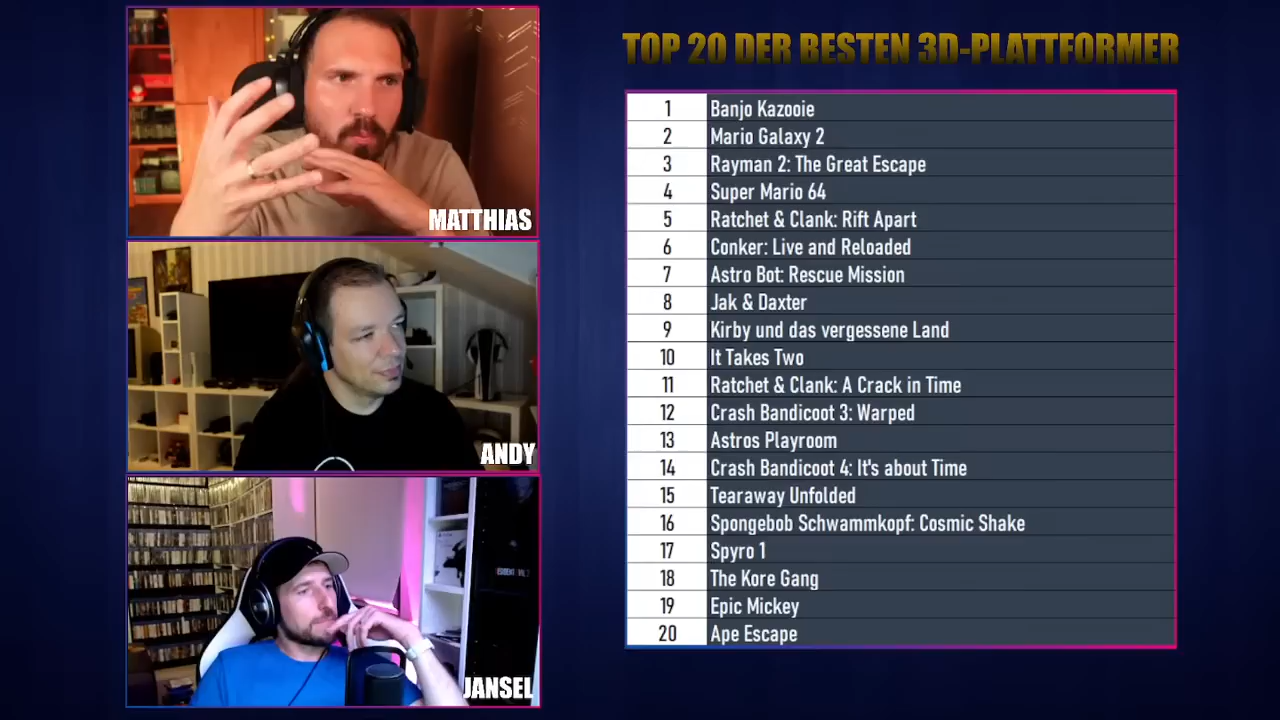 MATTHIAS
ANDY
JANSEL
TOP 20 DER BESTEN 3D-PLATTFORMER
1 Banjo Kazooie
2 Mario Galaxy 2
3 Rayman 2: The Great Escape
4 Super Mario 64
5 Ratchet & Clank: Rift Apart
6 Conker: Live and Reloaded
7 Astro Bot: Rescue Mission
8 Jak & Daxter
9 Kirby und das vergessene Land
10 It Takes Two
11 Ratchet & Clank: A Crack in Time
12 Crash Bandicoot 3: Warped
13 Astros Playroom
14 Crash Bandicoot 4: It's about Time
15 Tearaway Unfolded
16 Spongebob Schwammkopf: Cosmic Shake
17 Spyro 1
18 The Kore Gang
19 Epic Mickey
20 Ape Escape